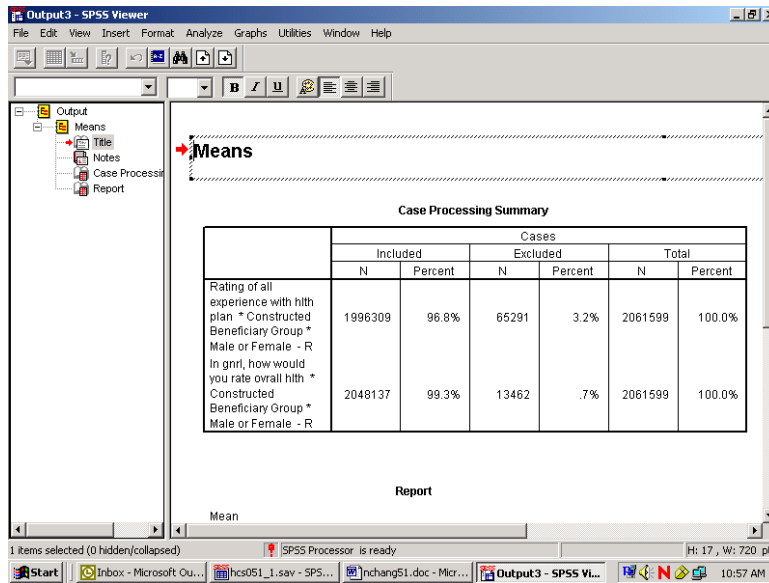 Output3 - SPSS Viewer
File Edit View Insert Format Analyze Graphs Utilities Window Help
B I U
Output
Means
Title
Notes
Case Processin
Report
Means
Case Processing Summary
Cases
Included Excluded Total
N Percent N Percent N Percent
Rating of all
experience with hlth
plan * Constructed
Beneficiary Group *
Male or Female - R
1996309 96.8% 65291 3.2% 2061599 100.0%
In gnrl, how would
you rate ovrall hlth *
Constructed
Beneficiary Group *
Male or Female - R
2048137 99.3% 13462 .7% 2061599 100.0%
Report
Mean
1 items selected (0 hidden/collapsed) SPSS Processor is ready H: 17 , W: 720 p
Start Inbox - Microsoft Ou... hcs051_1.sav - SPS... nchang51.doc - Micr... Output3 - SPSS Vi... N 10:57 AM